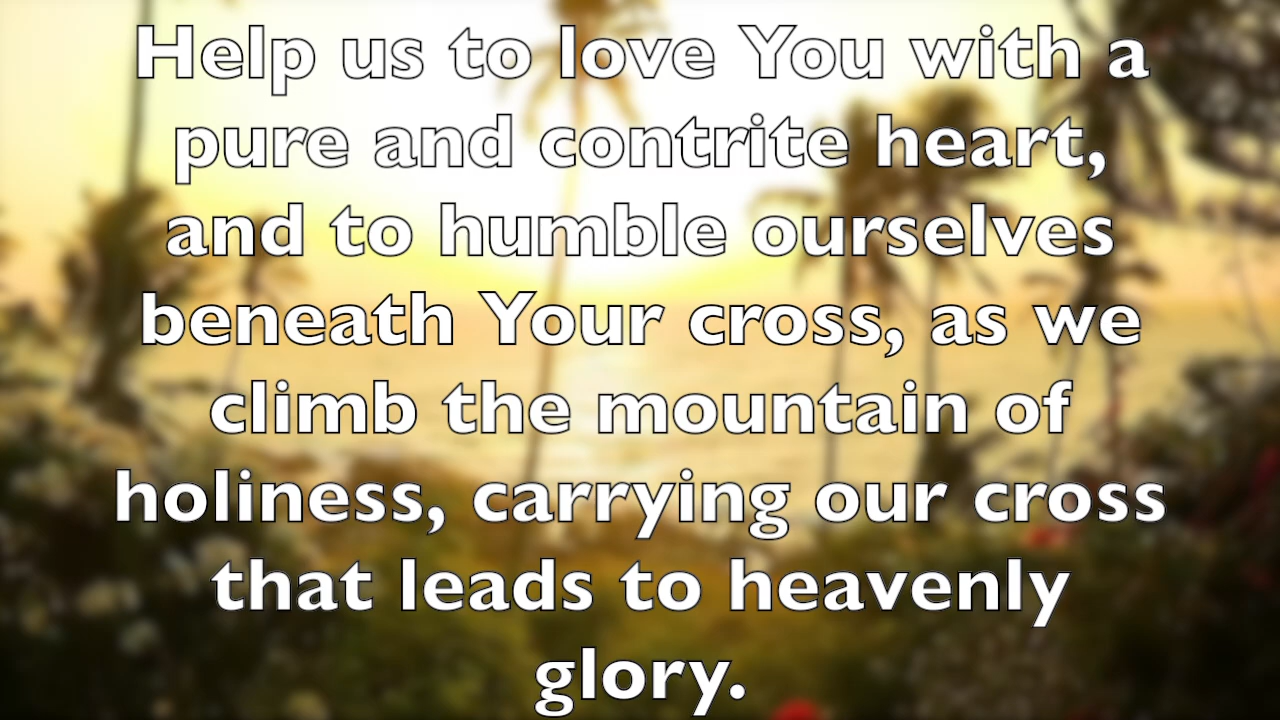 Help us to love You with a
pure and contrite heart,
and to humble ourselves
beneath Your cross, as we
climb the mountain of
holiness, carrying our cross
that leads to heavenly
glory.